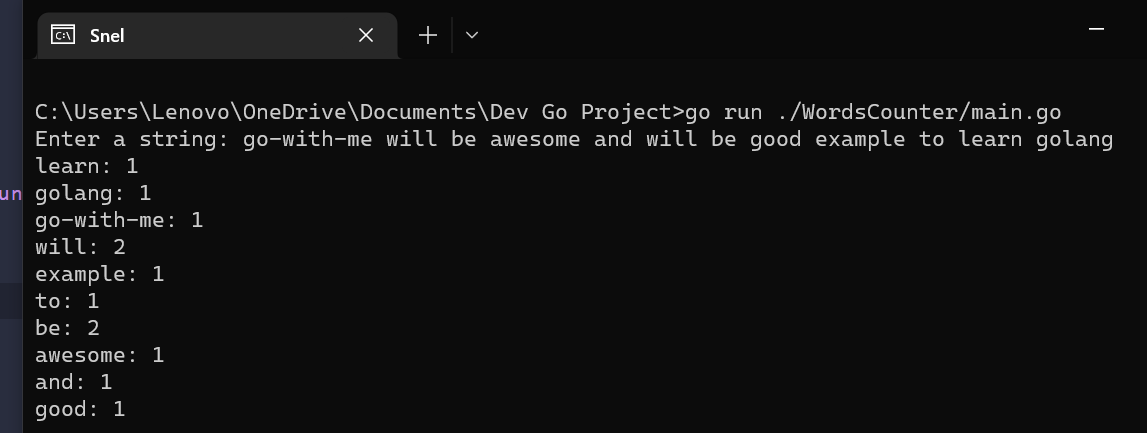 Snel
C:\Users\Lenovo\OneDrive\Documents\Dev Go Project>go run ./WordsCounter/main.go
Enter a string: go-with-me will be awesome and will be good example to learn golang
learn: 1
un
golang: 1
go-with-me: 1
will: 2
example: 1
to: 1
be: 2
awesome: 1
and: 1
good: 1